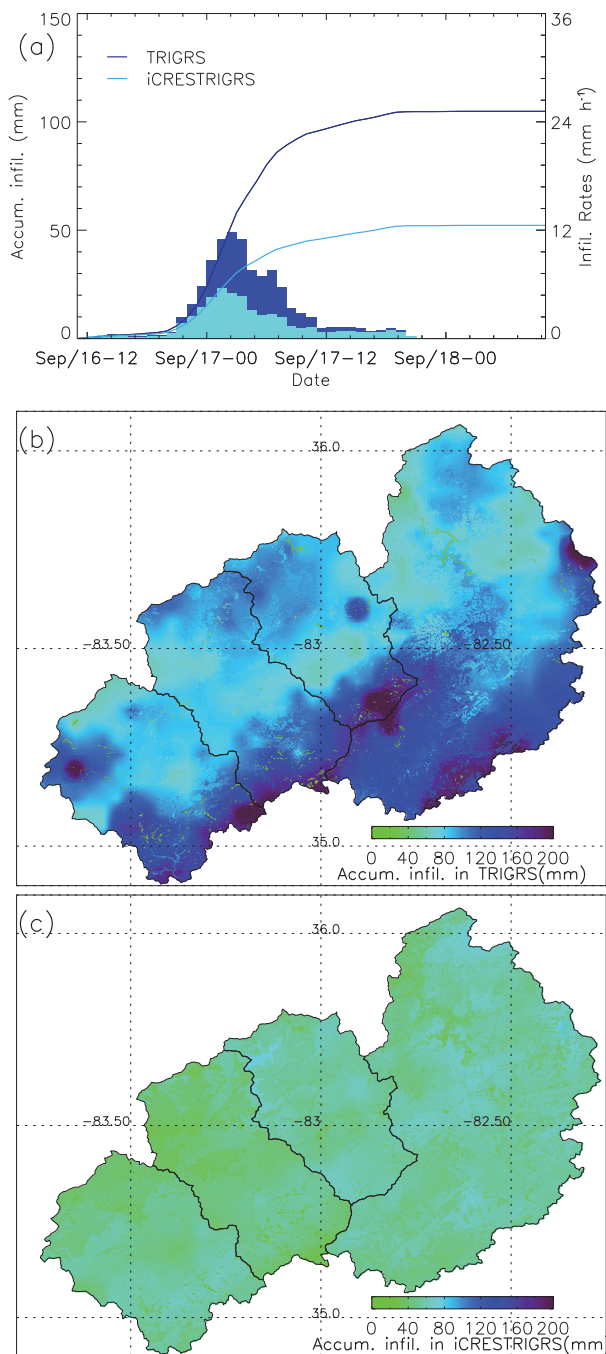 (a)
TRIGRS
iCRESTRIGRS
150
100
50
0
Accum. infil. (mm)
36
24
12
0
Infil. Rates (mm h⁻¹)
Sep/16-12 Sep/17-00 Sep/17-12 Sep/18-00
Date
(b)
36.0
-83.50 -83 -82.50
35.0
0 40 80 120 160 200
Accum. infil. in TRIGRS(mm)
(c)
36.0
-83.50 -83 -82.50
35.0
0 40 80 120 160 200
Accum. infil. in iCRESTRIGRS(mm)